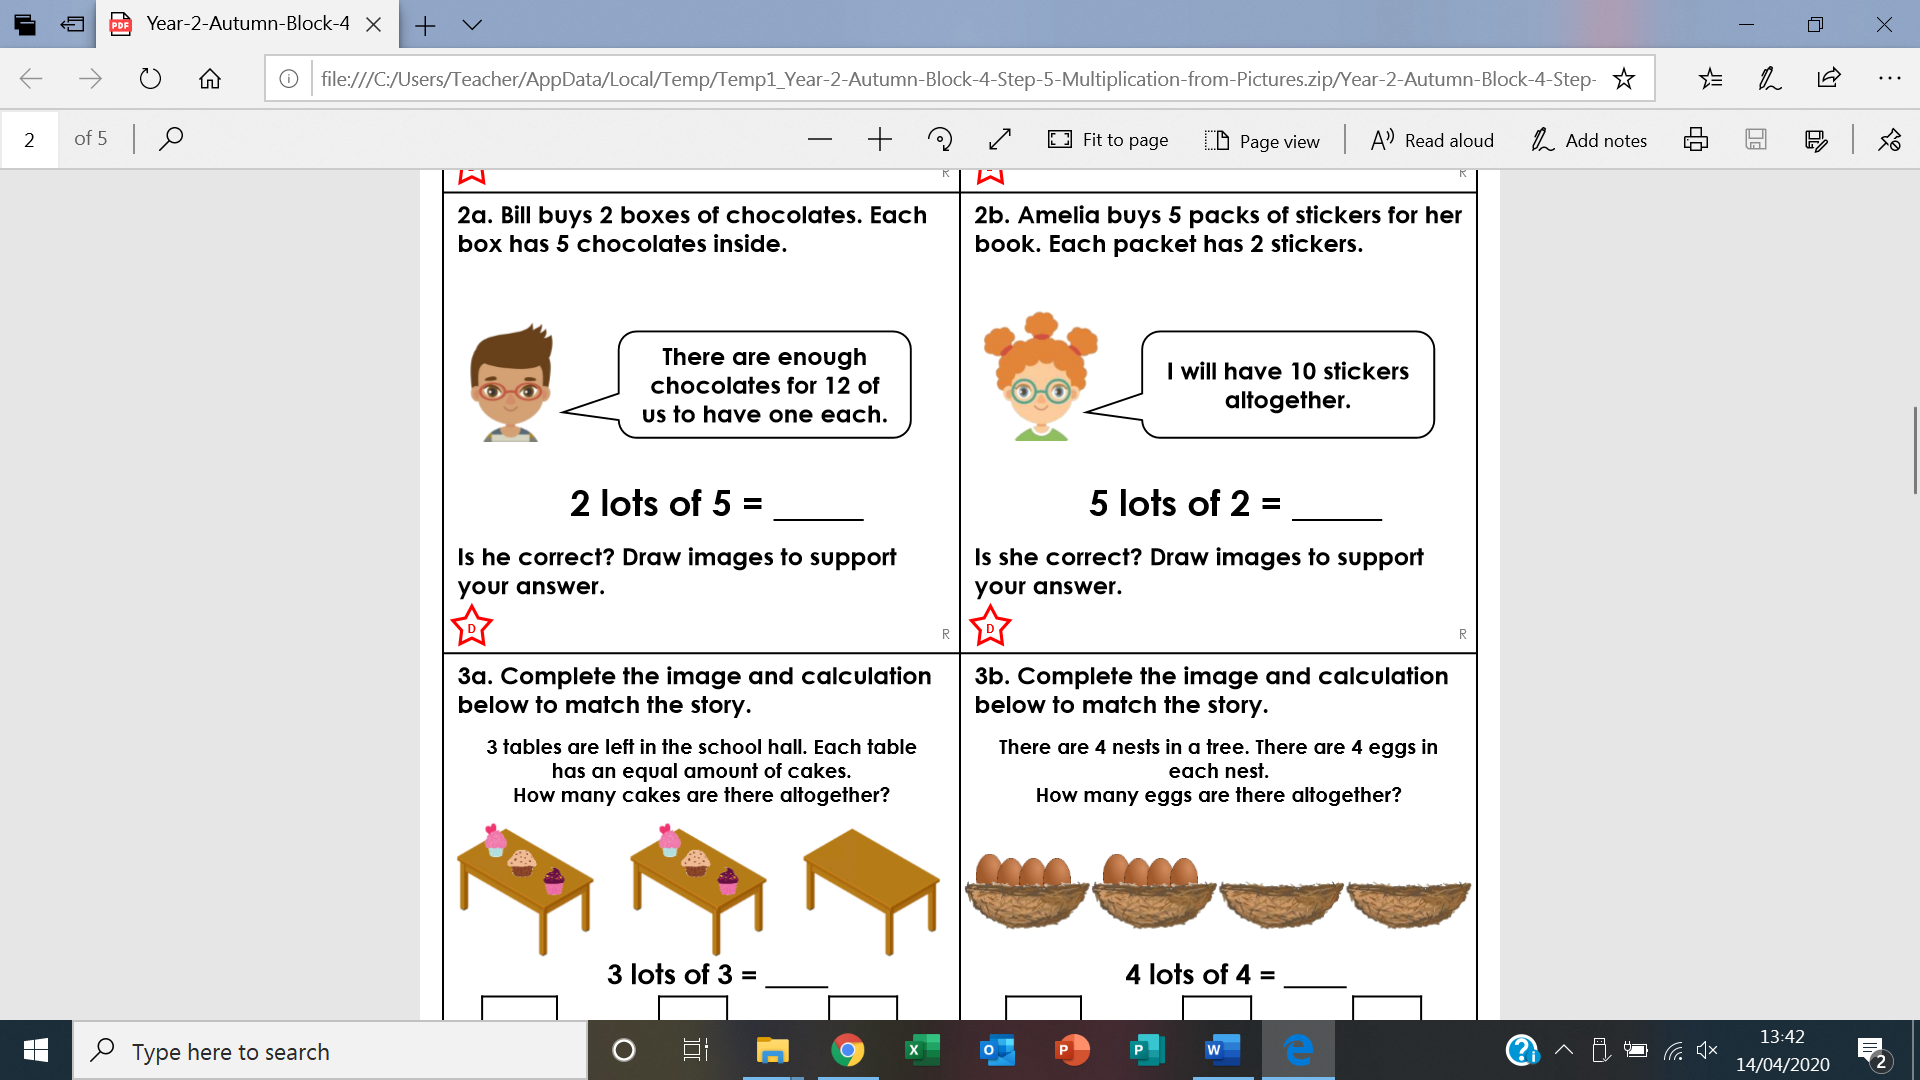 Year-2-Autumn-Block-4
file:///C:/Users/Teacher/AppData/Local/Temp/Temp1_Year-2-Autumn-Block-4-Step-5-Multiplication-from-Pictures.zip/Year-2-Autumn-Block-4-Step-
2 of 5
Fit to page
Page view
Read aloud
Add notes
R
R
2a. Bill buys 2 boxes of chocolates. Each
box has 5 chocolates inside.
There are enough
chocolates for 12 of
us to have one each.
2 lots of 5 = _____
Is he correct? Draw images to support
your answer.
D
R
2b. Amelia buys 5 packs of stickers for her
book. Each packet has 2 stickers.
I will have 10 stickers
altogether.
5 lots of 2 = _____
Is she correct? Draw images to support
your answer.
D
R
3a. Complete the image and calculation
below to match the story.
3 tables are left in the school hall. Each table
has an equal amount of cakes.
How many cakes are there altogether?
3 lots of 3 = ____
3b. Complete the image and calculation
below to match the story.
There are 4 nests in a tree. There are 4 eggs in
each nest.
How many eggs are there altogether?
4 lots of 4 = ____
Type here to search
13:42
14/04/2020
2